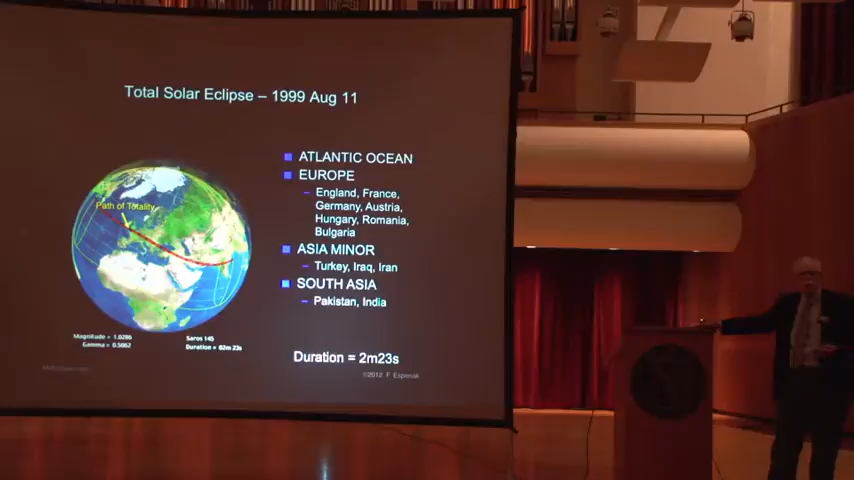 Total Solar Eclipse – 1999 Aug 11
ATLANTIC OCEAN
EUROPE
– England, France,
Germany, Austria,
Hungary, Romania,
Bulgaria
ASIA MINOR
– Turkey, Iraq, Iran
SOUTH ASIA
– Pakistan, India
Duration = 2m23s
©2012 F Espenak
Path of Totality
Magnitude = 1.0286
Gamma = 0.5062
Saros 145
Duration = 02m 23s